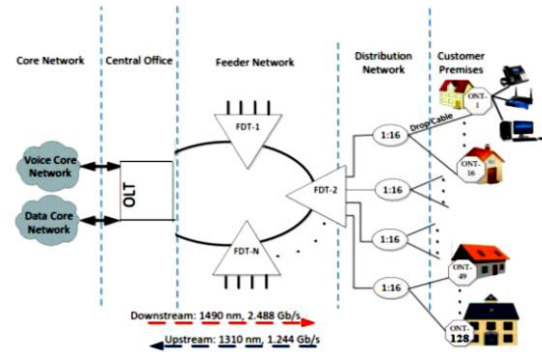 Core Network
Central Office
Feeder Network
Distribution
Network
Customer
Premises
FDT-1
ONT-
1
1:16
Drop Cable
Voice Core
Network
OLT
ONT-
16
FDT-2
1:16
Data Core
Network
1:16
FDT-N
ONT-
49
1:16
Downstream: 1490 nm, 2.488 Gb/s
ONT-
128
Upstream: 1310 nm, 1.244 Gb/s